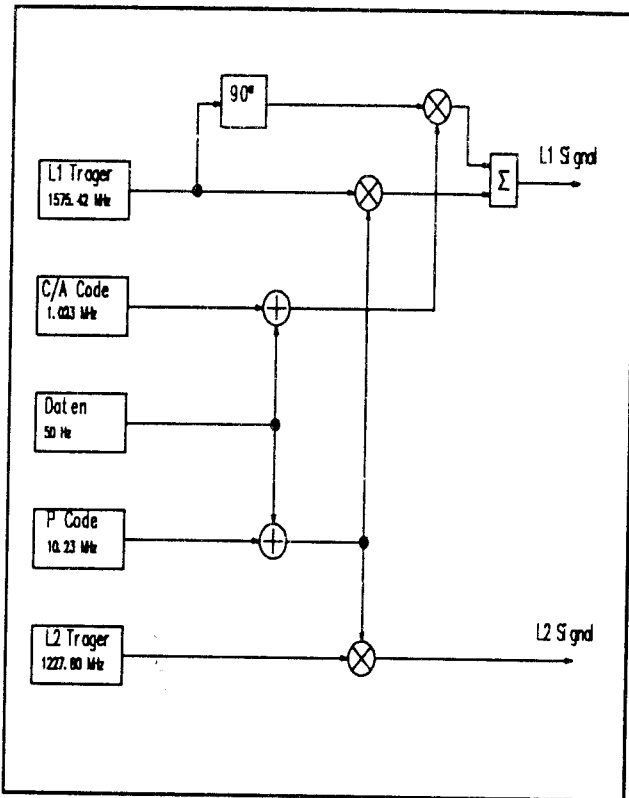 90°
L1 Trager
1575.42 MHz
L1 Signal
Σ
C/A Code
1.023 MHz
Daten
50 Hz
P Code
10.23 MHz
L2 Trager
1227.80 MHz
L2 Signal